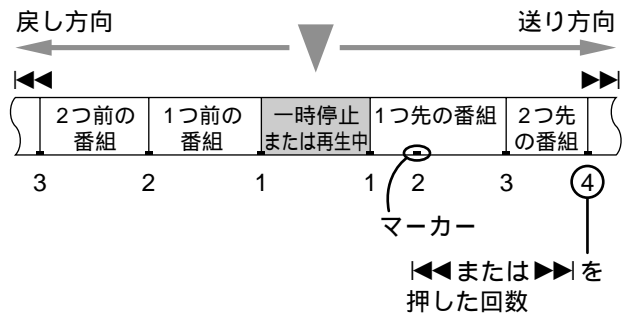 戻し方向
送り方向
2つ前の
番組
1つ前の
番組
一時停止
または再生中
1つ先の番組
2つ先
の番組
3 2 1 1 2 3 4
マーカー
または を
押した回数